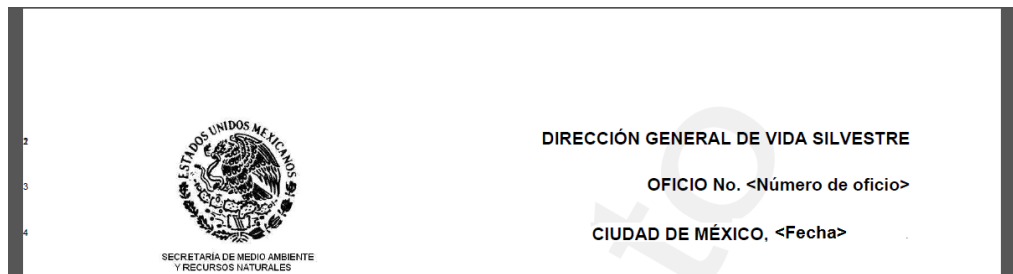 2
ESTADOS UNIDOS MEXICANOS
DIRECCIÓN GENERAL DE VIDA SILVESTRE
3
OFICIO No. <Número de oficio>
4
CIUDAD DE MÉXICO, <Fecha>
SECRETARÍA DE MEDIO AMBIENTE
Y RECURSOS NATURALES
to